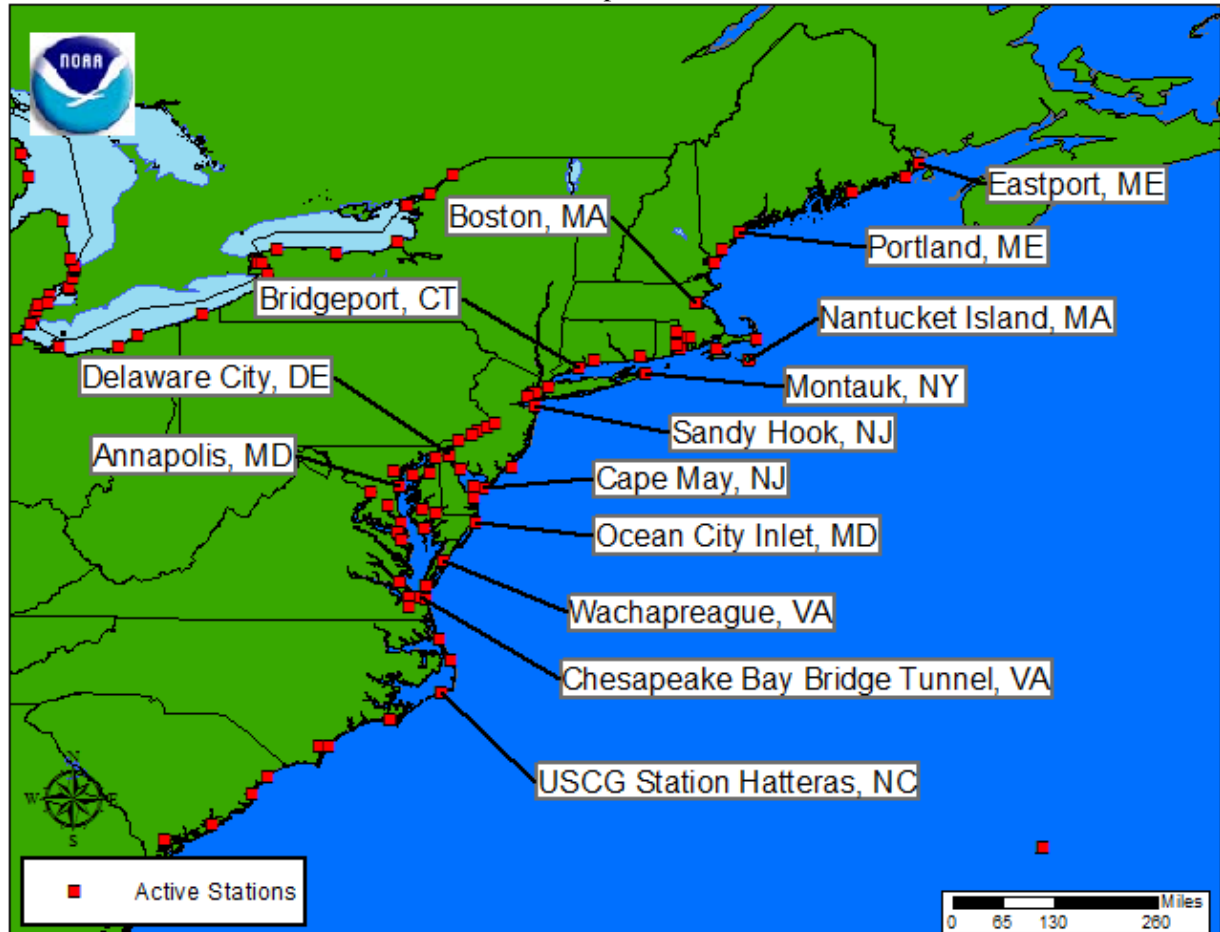 NOAA
Eastport, ME
Boston, MA
Portland, ME
Bridgeport, CT
Nantucket Island, MA
Delaware City, DE
Montauk, NY
Sandy Hook, NJ
Annapolis, MD
Cape May, NJ
Ocean City Inlet, MD
Wachapreague, VA
Chesapeake Bay Bridge Tunnel, VA
USCG Station Hatteras, NC
N
W E
S
Active Stations
Miles
0 65 130 260